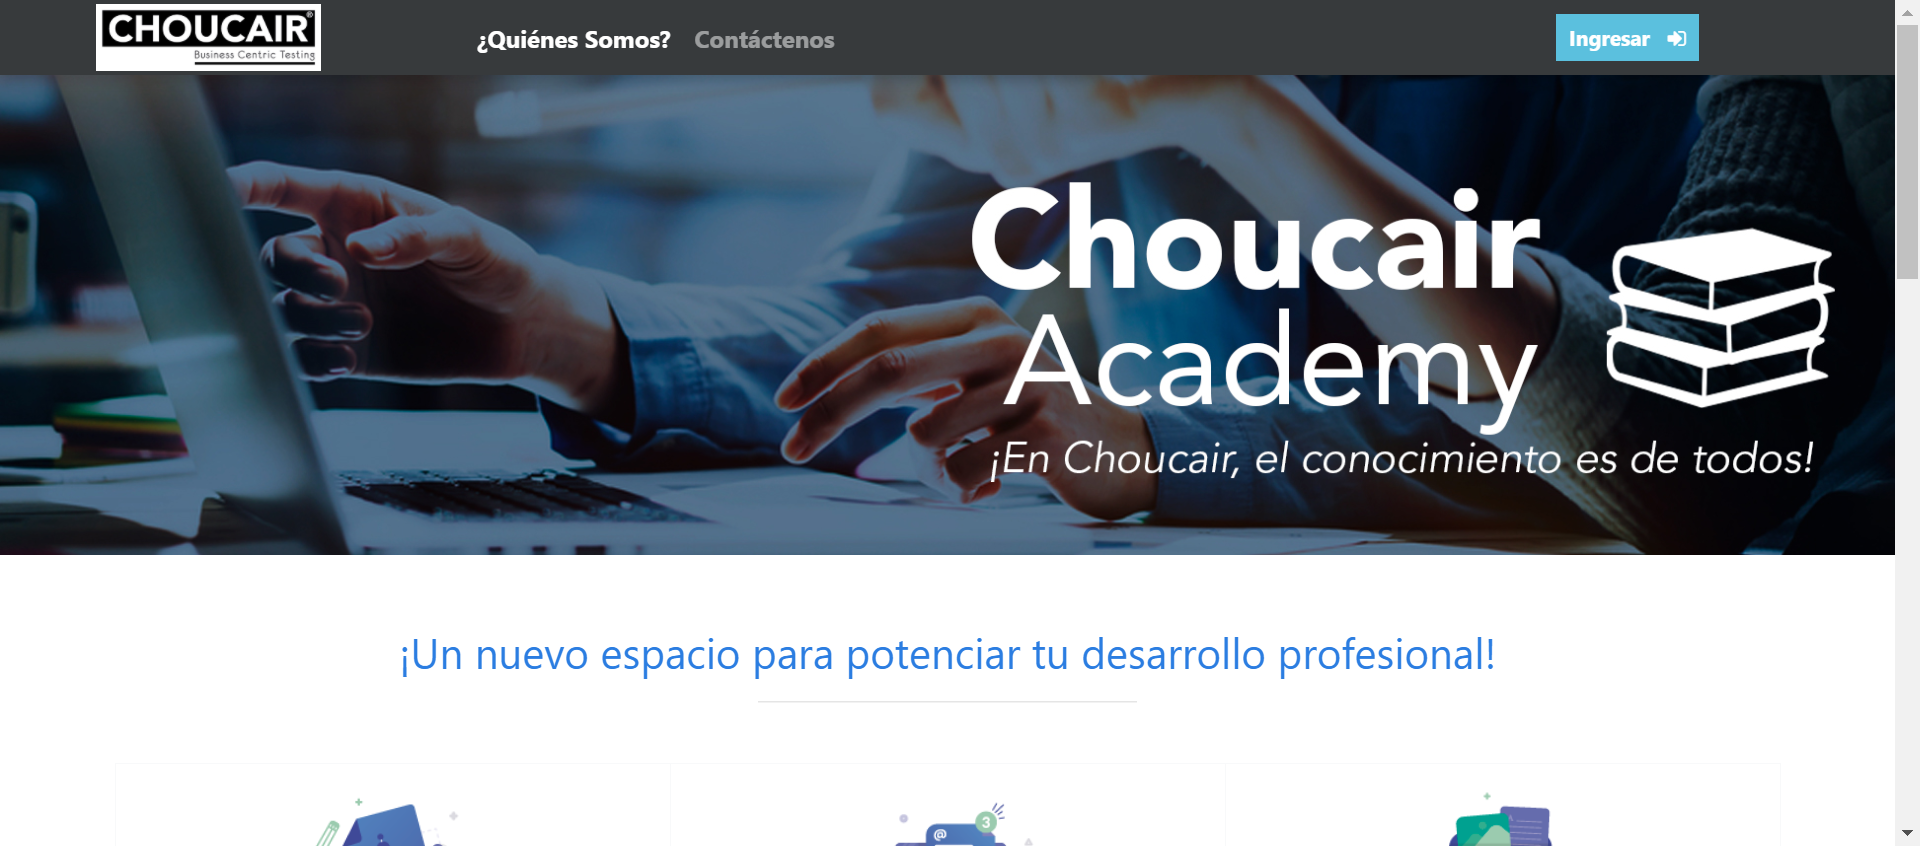 CHOUCAIR®
Business Centric Testing
¿Quiénes Somos?
Contáctenos
Ingresar
Choucair
Academy
¡En Choucair, el conocimiento es de todos!
¡Un nuevo espacio para potenciar tu desarrollo profesional!
@
3